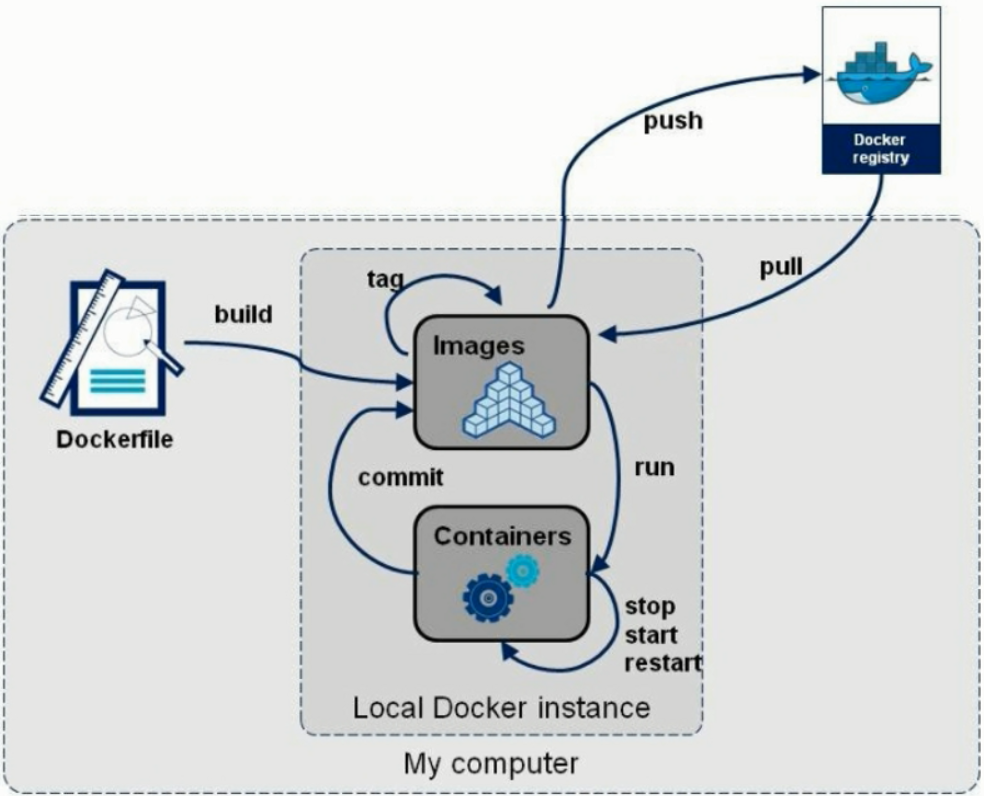 push
Docker
registry
pull
tag
build
Images
Dockerfile
commit
run
Containers
stop
start
restart
Local Docker instance
My computer